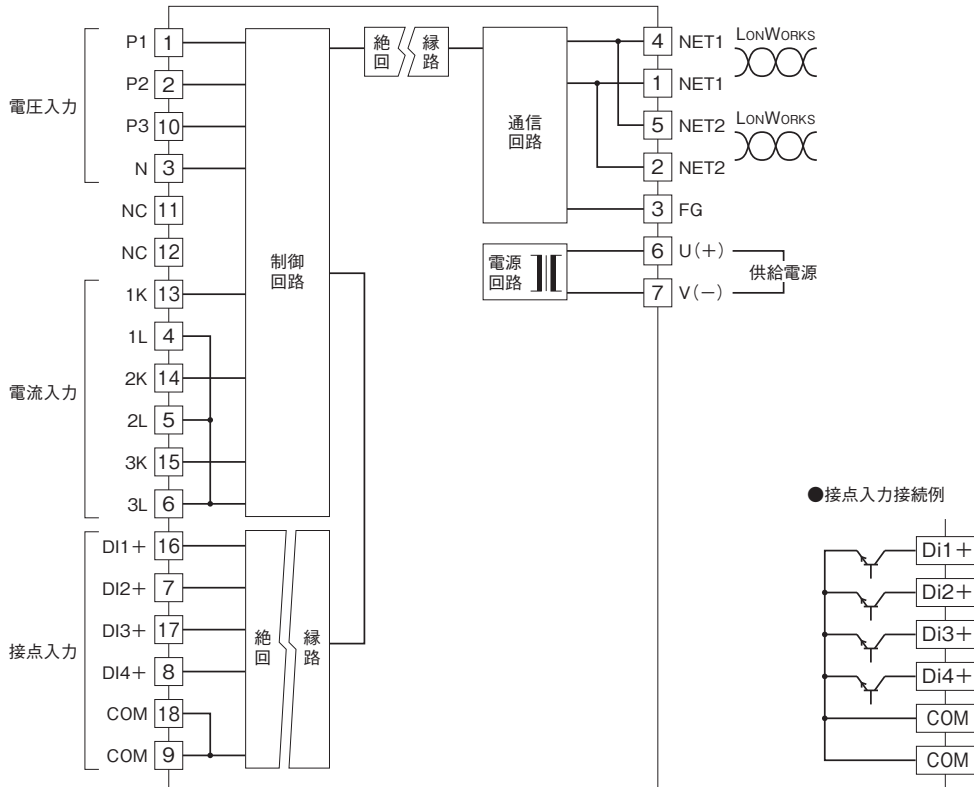 電圧入力
P1 1
P2 2
P3 10
N 3
NC 11
NC 12
電流入力
1K 13
1L 4
2K 14
2L 5
3K 15
3L 6
接点入力
DI1+ 16
DI2+ 7
DI3+ 17
DI4+ 8
COM 18
COM 9
制御
回路
絶 縁
回 路
絶 縁
回 路
通信
回路
電源
回路
4 NET1
1 NET1
LONWORKS
5 NET2
2 NET2
LONWORKS
3 FG
6 U(+)
7 V(−)
供給電源
●接点入力接続例
Di1+
Di2+
Di3+
Di4+
COM
COM